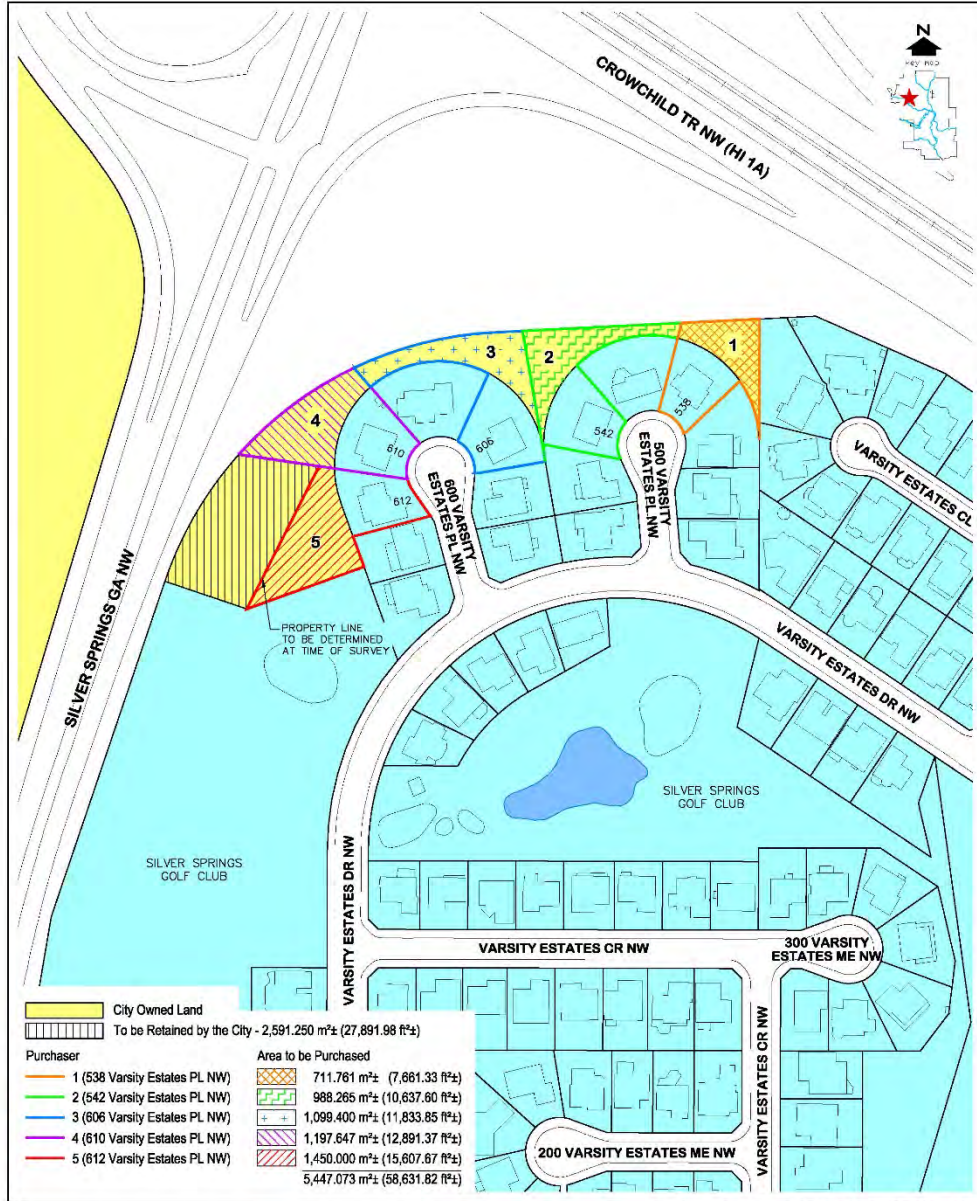 N
Key Map
CROWCHILD TR NW (HI 1A)
1
2
3
4
5
538
542
606
610
612
500 VARSITY
ESTATES PL NW
600 VARSITY
ESTATES PL NW
VARSITY ESTATES CL
PROPERTY LINE
TO BE DETERMINED
AT TIME OF SURVEY
SILVER SPRINGS GA NW
VARSITY ESTATES DR NW
SILVER SPRINGS
GOLF CLUB
SILVER SPRINGS
GOLF CLUB
VARSITY ESTATES DR NW
VARSITY ESTATES CR NW
300 VARSITY
ESTATES ME NW
VARSITY ESTATES CR NW
200 VARSITY ESTATES ME NW
City Owned Land
To be Retained by the City - 2,591.250 m²± (27,891.98 ft²±)
Purchaser Area to be Purchased
1 (538 Varsity Estates PL NW) 711.761 m²± (7,661.33 ft²±)
2 (542 Varsity Estates PL NW) 988.265 m²± (10,637.60 ft²±)
3 (606 Varsity Estates PL NW) 1,099.400 m²± (11,833.85 ft²±)
4 (610 Varsity Estates PL NW) 1,197.647 m²± (12,891.37 ft²±)
5 (612 Varsity Estates PL NW) 1,450.000 m²± (15,607.67 ft²±)
5,447.073 m²± (58,631.82 ft²±)